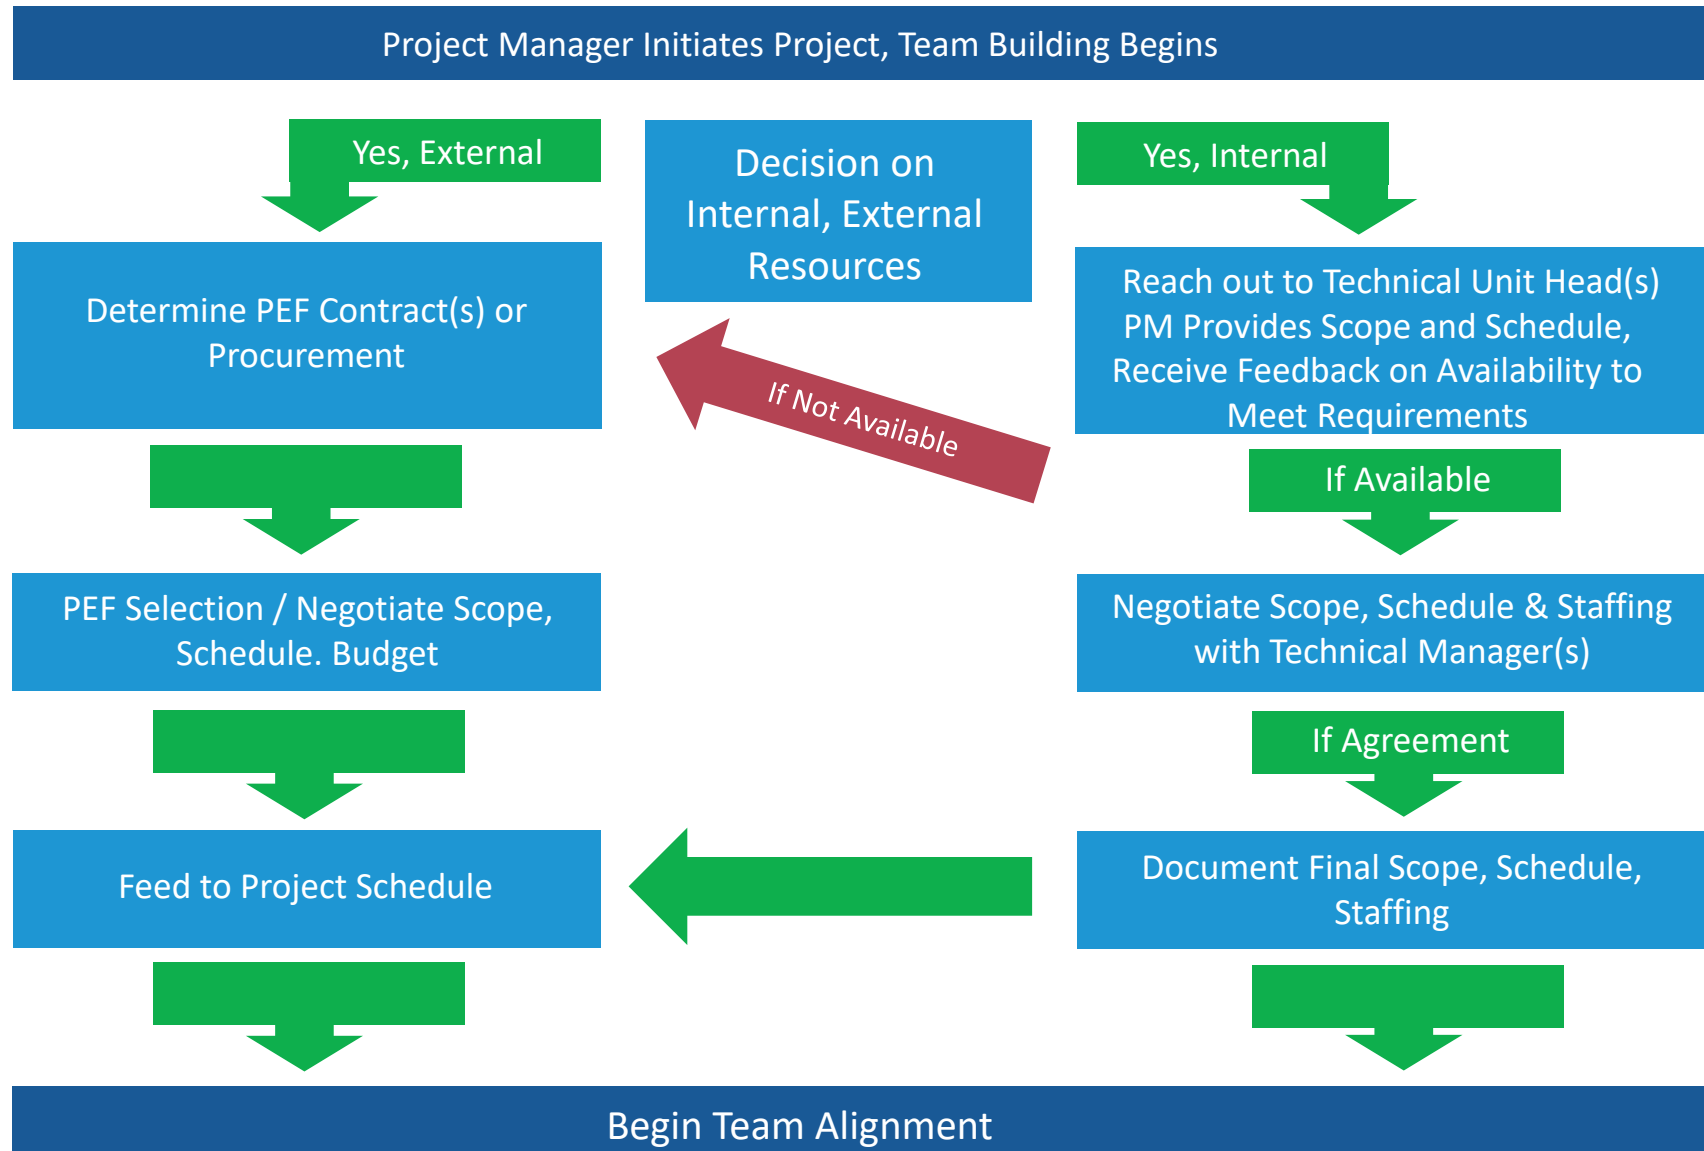 Project Manager Initiates Project, Team Building Begins
Yes, External
Decision on
Internal, External
Resources
Yes, Internal
Determine PEF Contract(s) or
Procurement
If Not Available
Reach out to Technical Unit Head(s)
PM Provides Scope and Schedule,
Receive Feedback on Availability to
Meet Requirements
If Available
PEF Selection / Negotiate Scope,
Schedule. Budget
Negotiate Scope, Schedule & Staffing
with Technical Manager(s)
If Agreement
Feed to Project Schedule
Document Final Scope, Schedule,
Staffing
Begin Team Alignment